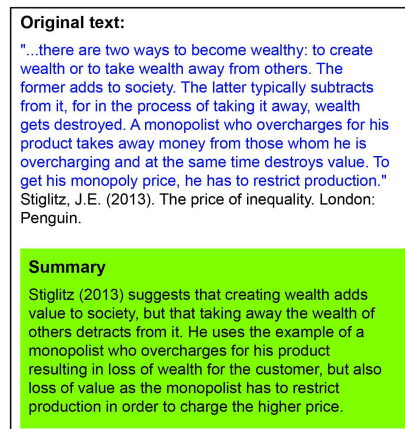 Original text:
"...there are two ways to become wealthy: to create
wealth or to take wealth away from others. The
former adds to society. The latter typically subtracts
from it, for in the process of taking it away, wealth
gets destroyed. A monopolist who overcharges for his
product takes away money from those whom he is
overcharging and at the same time destroys value. To
get his monopoly price, he has to restrict production."
Stiglitz, J.E. (2013). The price of inequality. London:
Penguin.
Summary
Stiglitz (2013) suggests that creating wealth adds
value to society, but that taking away the wealth of
others detracts from it. He uses the example of a
monopolist who overcharges for his product
resulting in loss of wealth for the customer, but also
loss of value as the monopolist has to restrict
production in order to charge the higher price.